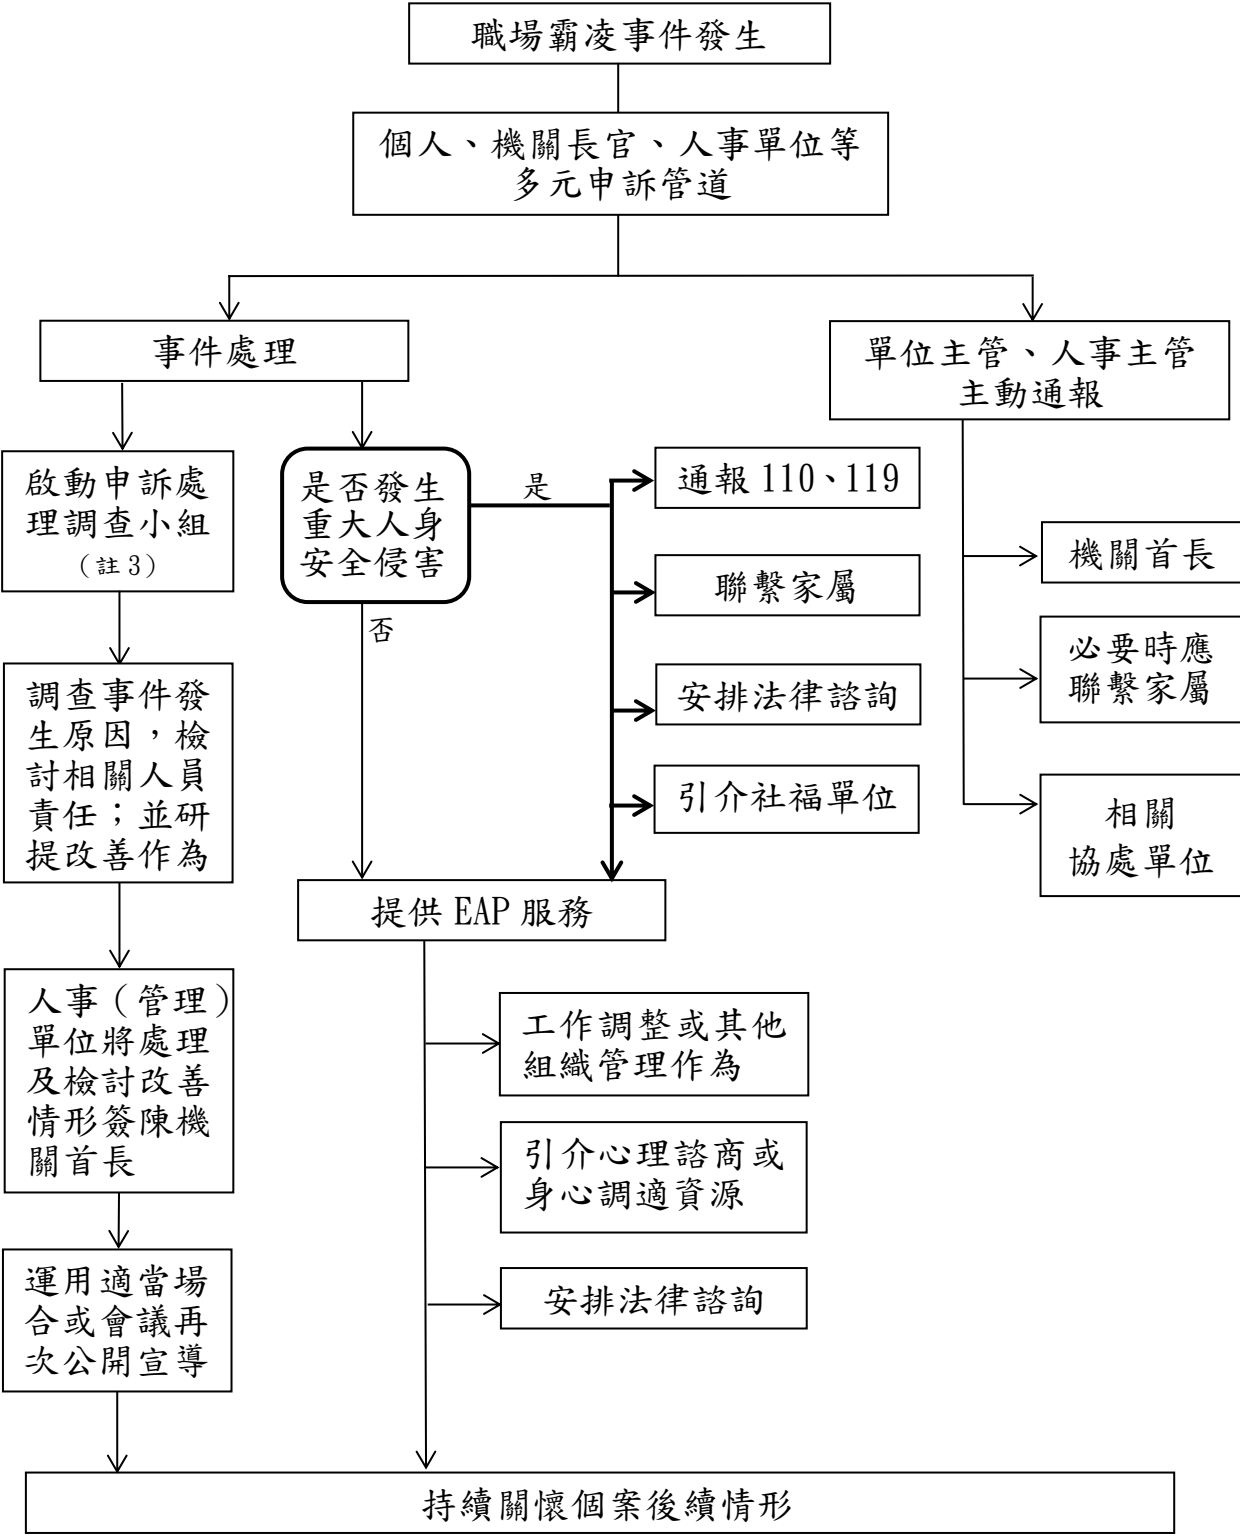 職場霸凌事件發生
個人、機關長官、人事單位等
多元申訴管道
事件處理
單位主管、人事主管
主動通報
啟動申訴處
理調查小組
（註3）
是否發生
重大人身
安全侵害
是
否
通報 110、119
聯繫家屬
安排法律諮詢
引介社福單位
機關首長
必要時應
聯繫家屬
相關
協處單位
調查事件發
生原因，檢
討相關人員
責任；並研
提改善作為
提供 EAP 服務
人事（管理）
單位將處理
及檢討改善
情形簽陳機
關首長
工作調整或其他
組織管理作為
引介心理諮商或
身心調適資源
安排法律諮詢
運用適當場
合或會議再
次公開宣導
持續關懷個案後續情形